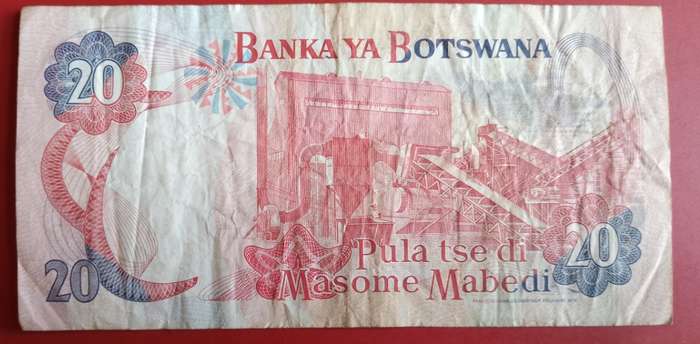 20
BANKA YA BOTSWANA
Pula tse di
Masome Mabedi
20
20